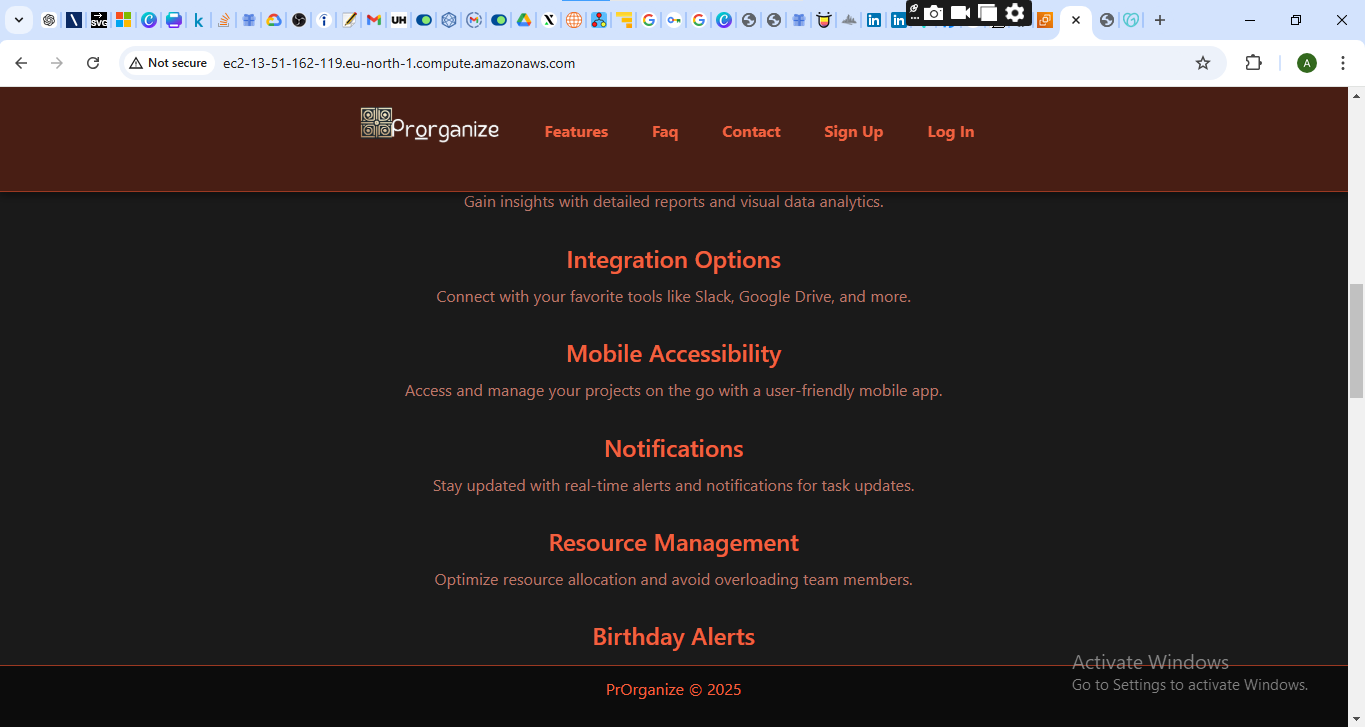 Not secure
ec2-13-51-162-119.eu-north-1.compute.amazonaws.com
A
Prorganize
Features
Faq
Contact
Sign Up
Log In
Gain insights with detailed reports and visual data analytics.
Integration Options
Connect with your favorite tools like Slack, Google Drive, and more.
Mobile Accessibility
Access and manage your projects on the go with a user-friendly mobile app.
Notifications
Stay updated with real-time alerts and notifications for task updates.
Resource Management
Optimize resource allocation and avoid overloading team members.
Birthday Alerts
PrOrganize © 2025
Activate Windows
Go to Settings to activate Windows.